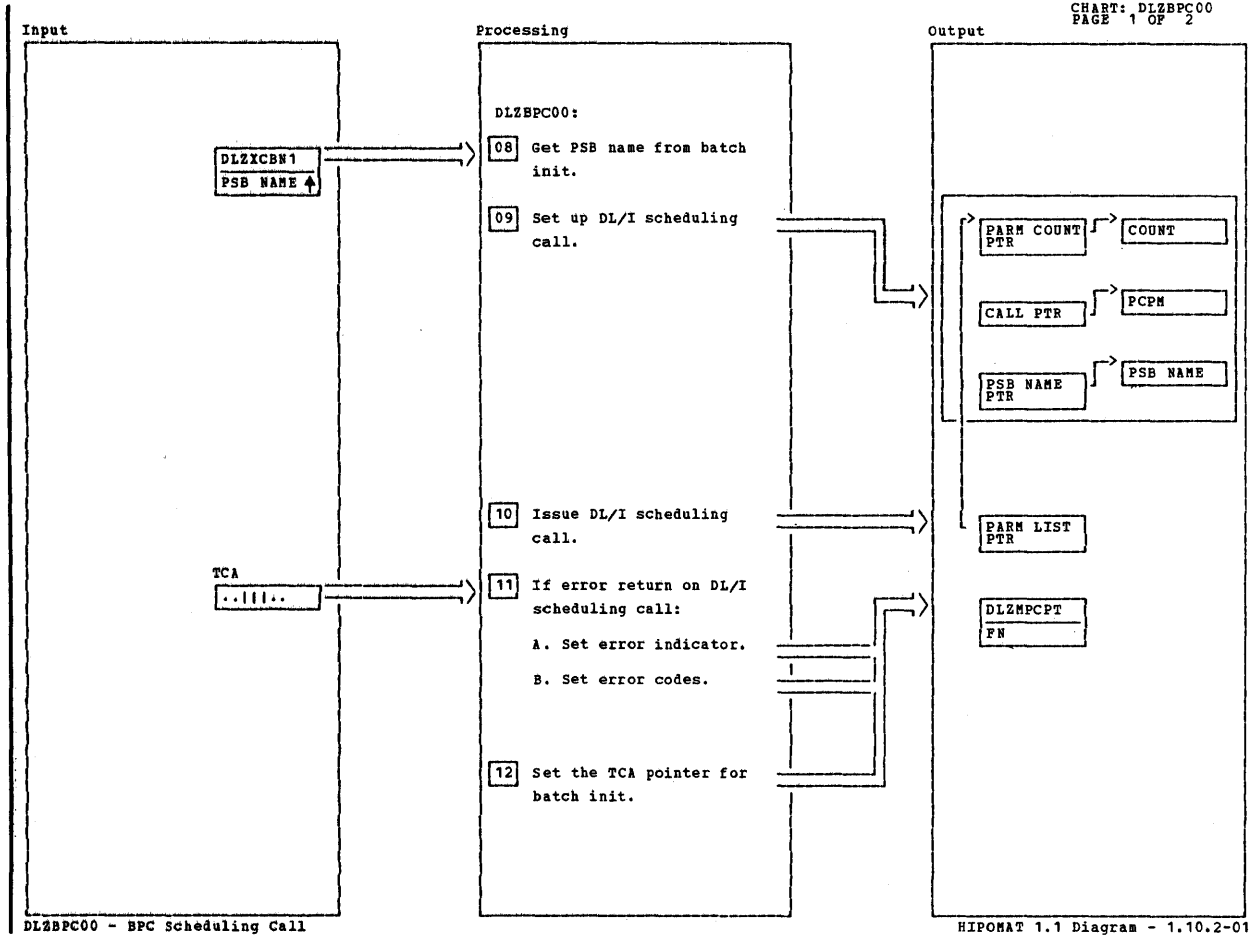 CHART: DLZBPC00
PAGE 1 OF 2
Input
Processing
Output
DLZBPC00:
DLZXCBN1
PSB NAME
08 Get PSB name from batch
init.
09 Set up DL/I scheduling
call.
PARM COUNT
PTR
COUNT
CALL PTR
PCPM
PSB NAME
PTR
PSB NAME
10 Issue DL/I scheduling
call.
PARM LIST
PTR
TCA
..|||..
11 If error return on DL/I
scheduling call:
A. Set error indicator.
B. Set error codes.
DLZMPCPT
FN
12 Set the TCA pointer for
batch init.
DLZBPC00 - BPC Scheduling Call
HIPOMAT 1.1 Diagram - 1.10.2-01